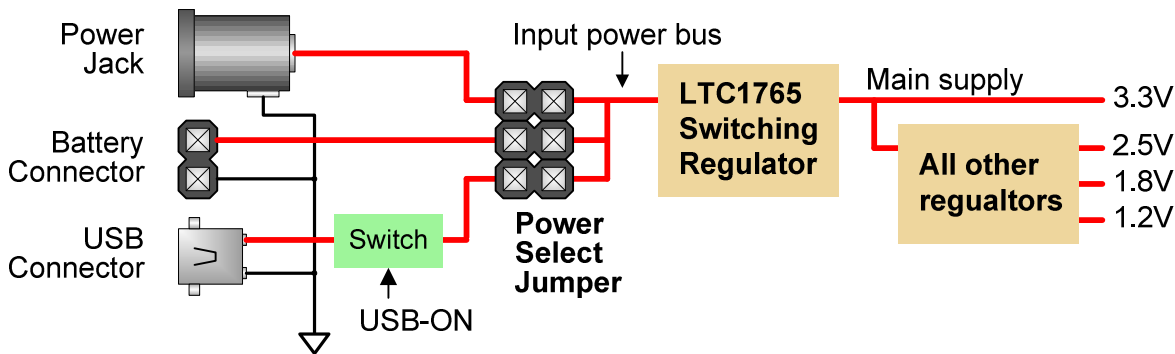 Power
Jack
Input power bus
Battery
Connector
USB
Connector
Switch
USB-ON
Power
Select
Jumper
LTC1765
Switching
Regulator
Main supply
All other
regualtors
3.3V
2.5V
1.8V
1.2V